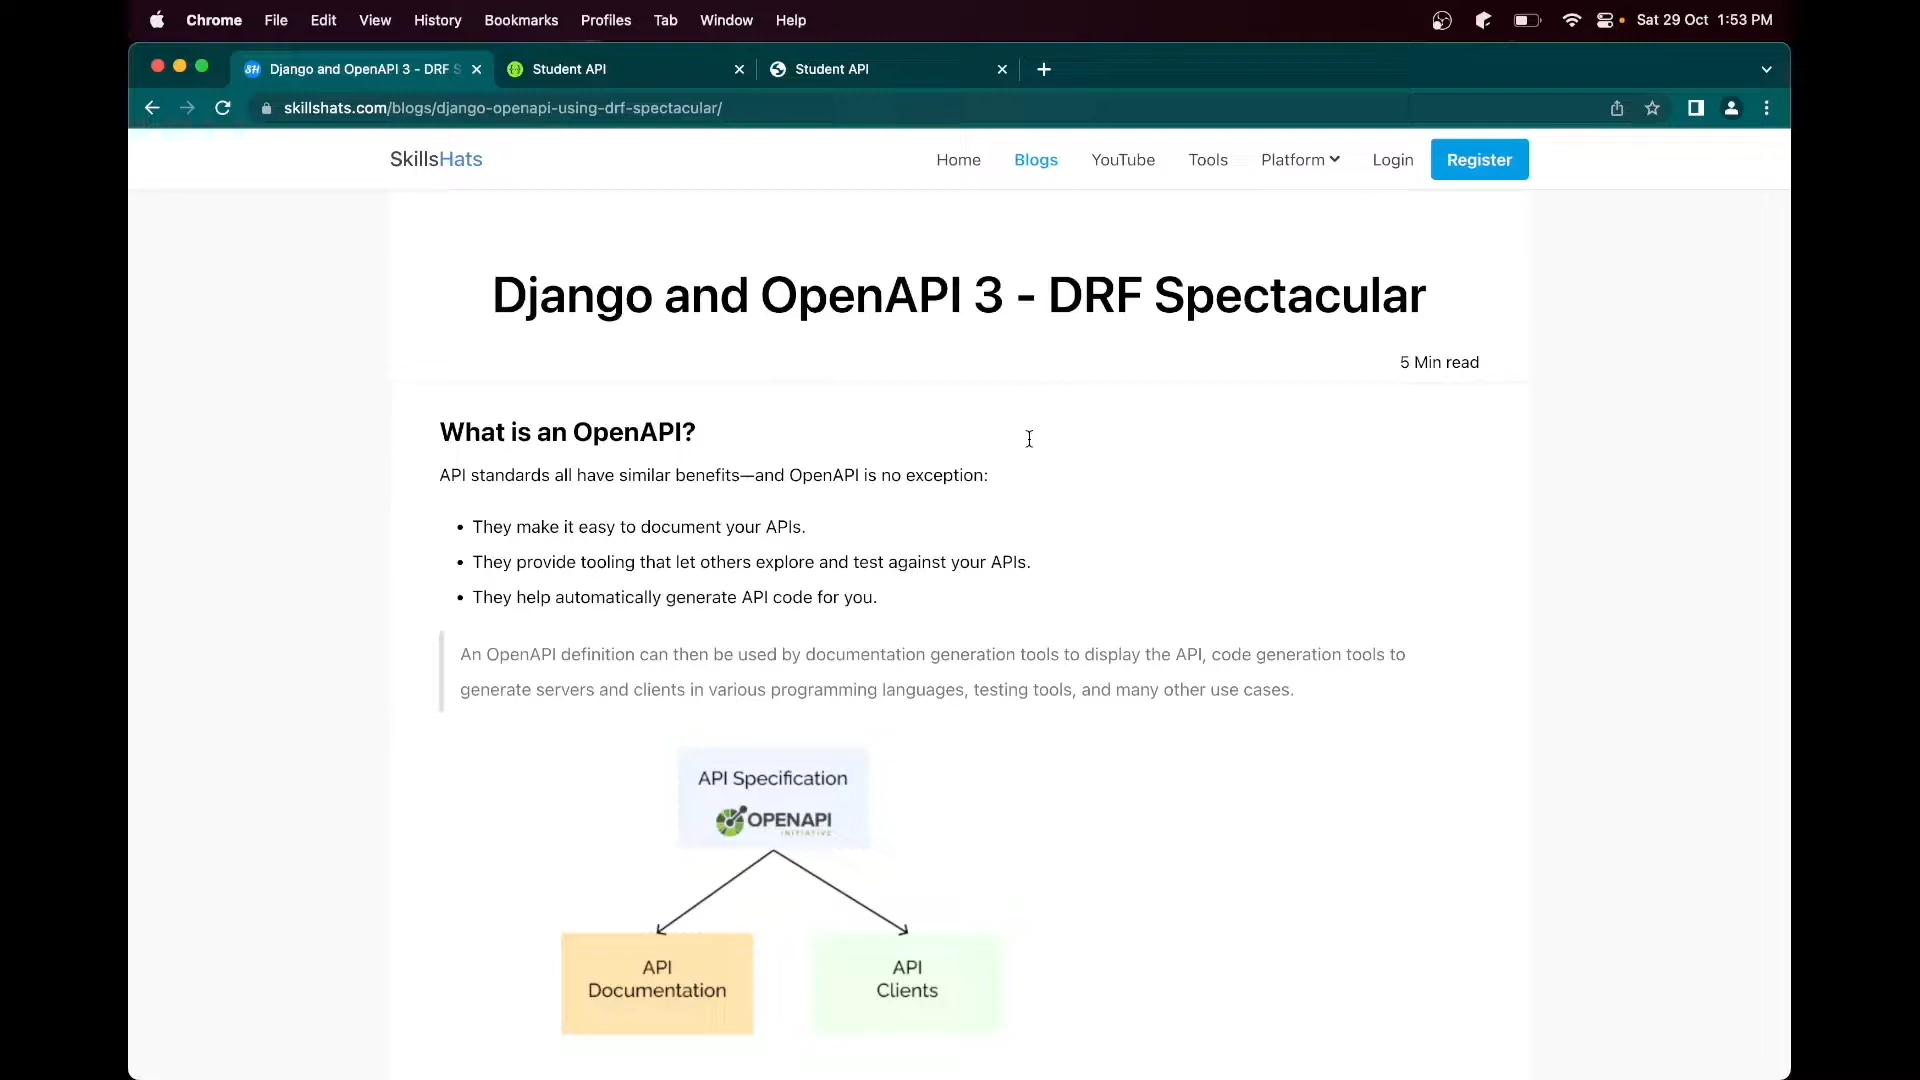 Chrome File Edit View History Bookmarks Profiles Tab Window Help Sat 29 Oct 1:53 PM
SH Django and OpenAPI 3 - DRF S Student API Student API
skillshats.com/blogs/django-openapi-using-drf-spectacular/
SkillsHats Home Blogs YouTube Tools Platform Login Register
Django and OpenAPI 3 - DRF Spectacular
5 Min read
What is an OpenAPI?
API standards all have similar benefits—and OpenAPI is no exception:
• They make it easy to document your APIs.
• They provide tooling that let others explore and test against your APIs.
• They help automatically generate API code for you.
An OpenAPI definition can then be used by documentation generation tools to display the API, code generation tools to
generate servers and clients in various programming languages, testing tools, and many other use cases.
API Specification
OPENAPI
INITIATIVE
API
Documentation
API
Clients